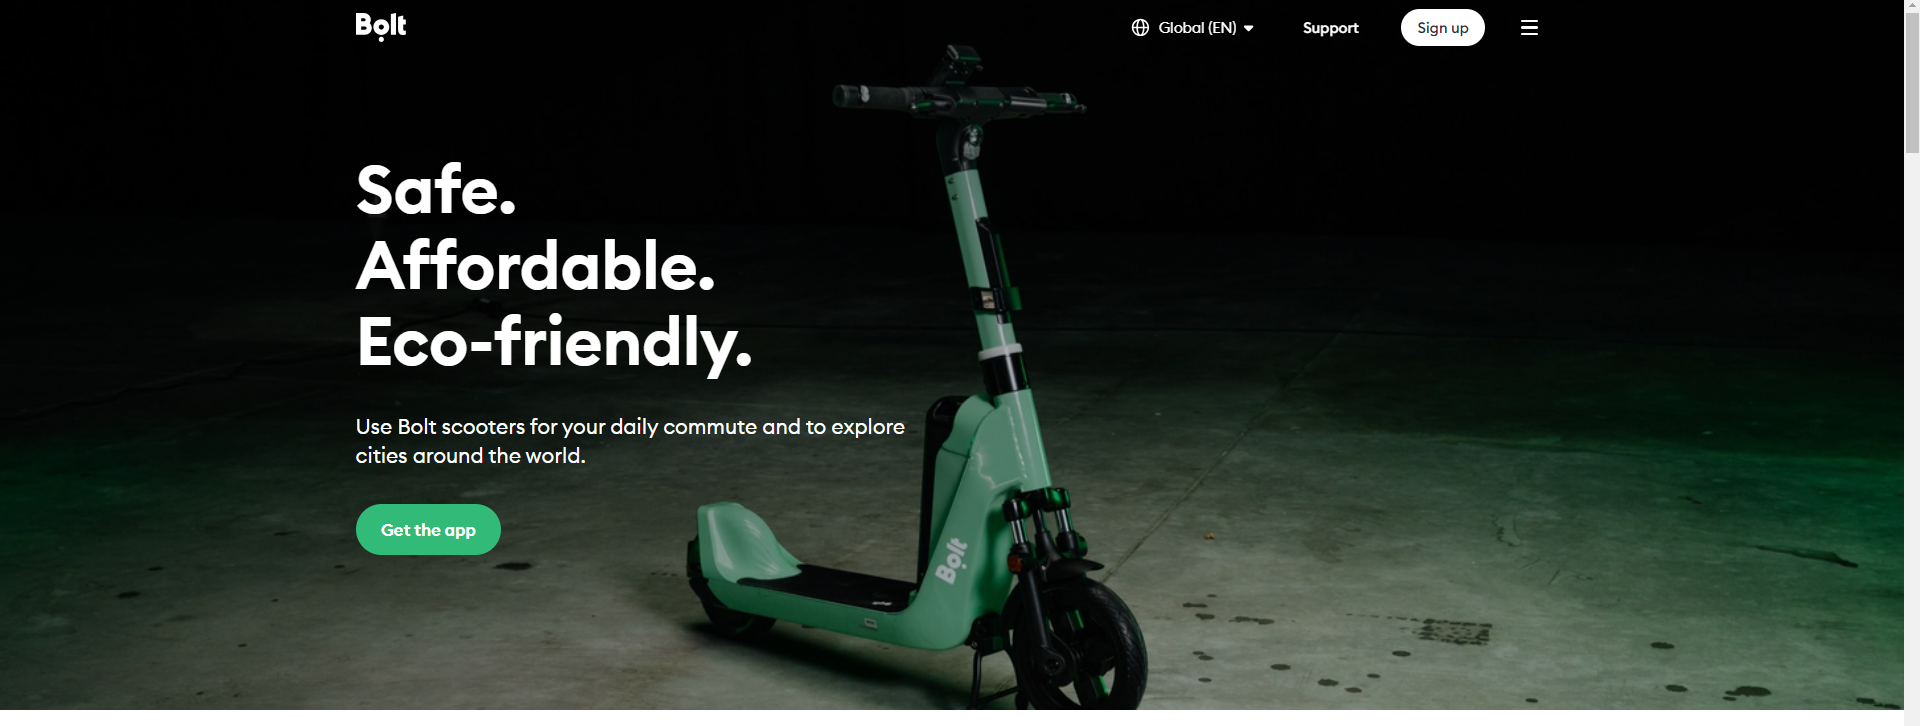 Bolt
Global (EN)
Support
Sign up
Safe.
Affordable.
Eco-friendly.
Use Bolt scooters for your daily commute and to explore
cities around the world.
Get the app
Bolt